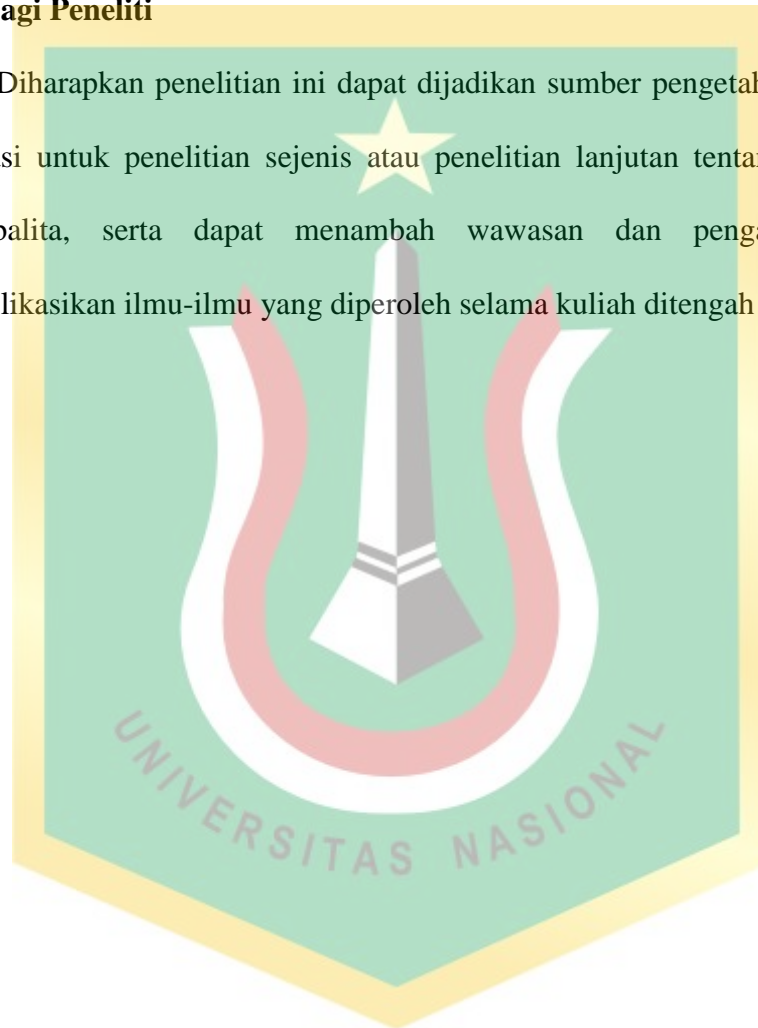 agi Peneliti
Diharapkan penelitian ini dapat dijadikan sumber pengetah
si untuk penelitian sejenis atau penelitian lanjutan tentar
balita, serta dapat menambah wawasan dan penga
likasikan ilmu-ilmu yang diperoleh selama kuliah ditengah
UNIVERSITAS NASIONAL